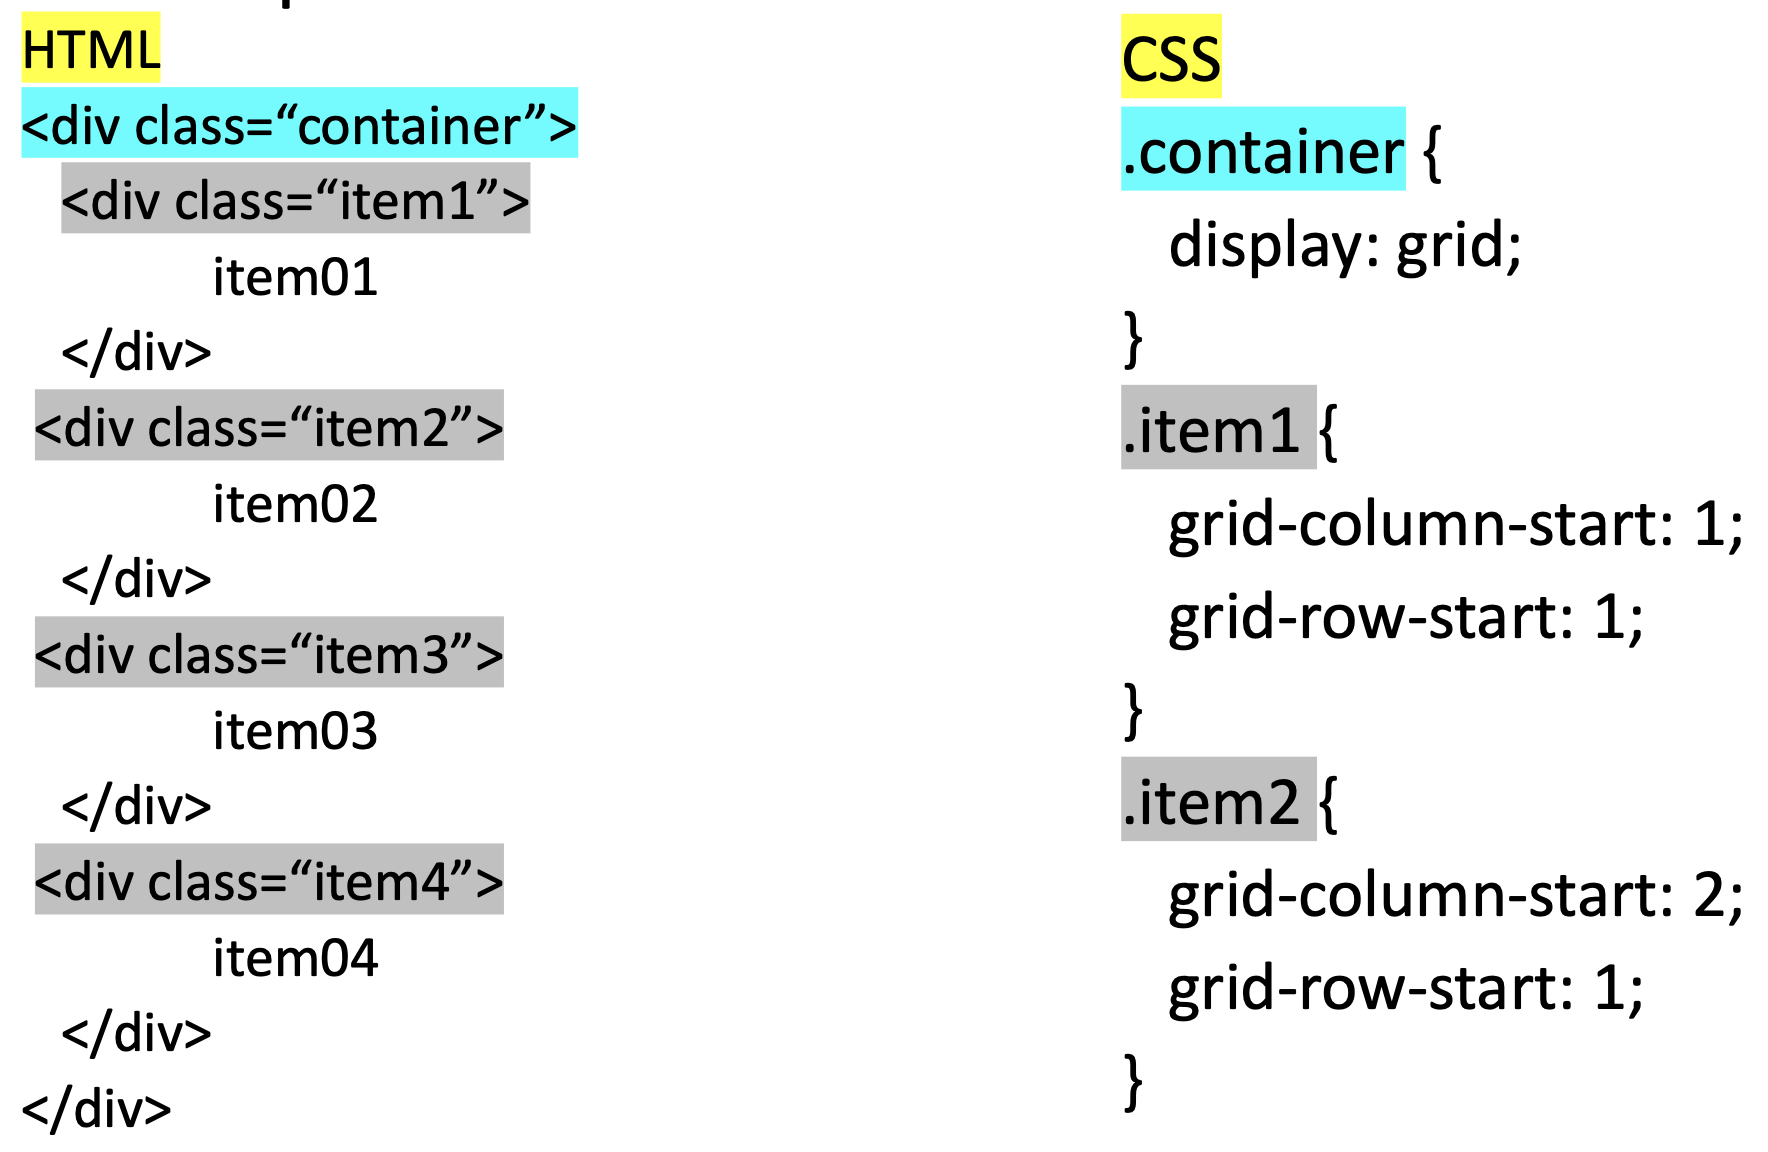 HTML
<div class=“container”>
<div class=“item1”>
item01
</div>
<div class=“item2”>
item02
</div>
<div class=“item3”>
item03
</div>
<div class=“item4”>
item04
</div>
</div>
CSS
.container {
display: grid;
}
.item1 {
grid-column-start: 1;
grid-row-start: 1;
}
.item2 {
grid-column-start: 2;
grid-row-start: 1;
}